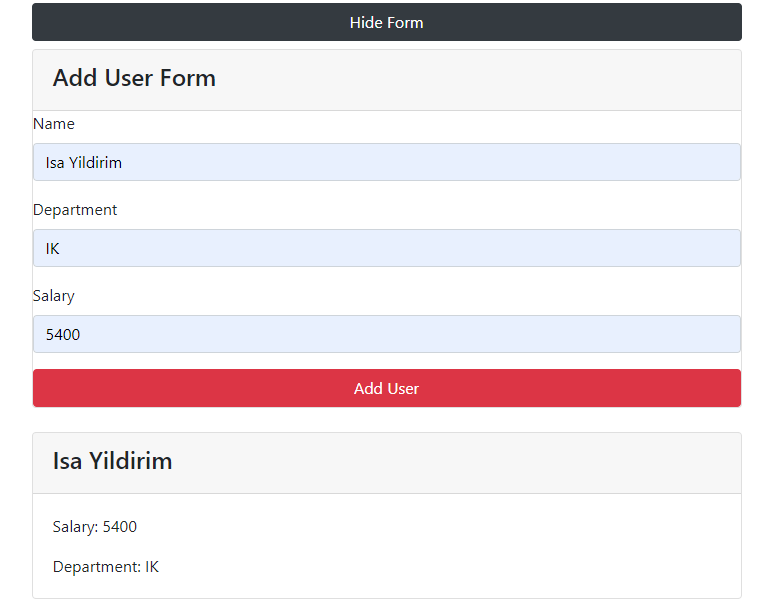 Hide Form
Add User Form
Name
Isa Yildirim
Department
IK
Salary
5400
Add User
Isa Yildirim
Salary: 5400
Department: IK